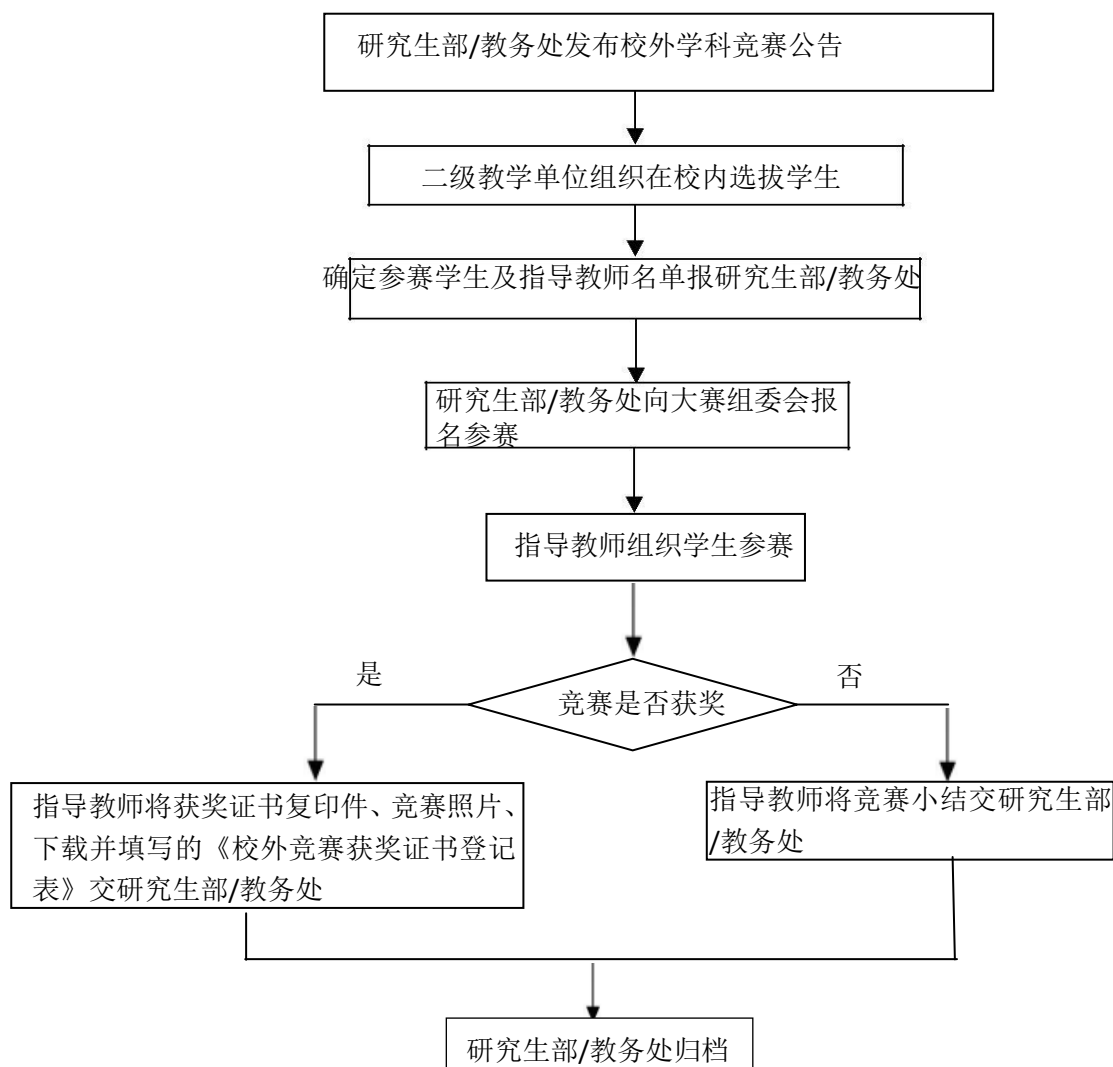 研究生部/教务处发布校外学科竞赛公告
二级教学单位组织在校内选拔学生
确定参赛学生及指导教师名单报研究生部/教务处
研究生部/教务处向大赛组委会报
名参赛
指导教师组织学生参赛
是
否
竞赛是否获奖
指导教师将获奖证书复印件、竞赛照片、
下载并填写的《校外竞赛获奖证书登记
表》交研究生部/教务处
指导教师将竞赛小结交研究生部
/教务处
研究生部/教务处归档